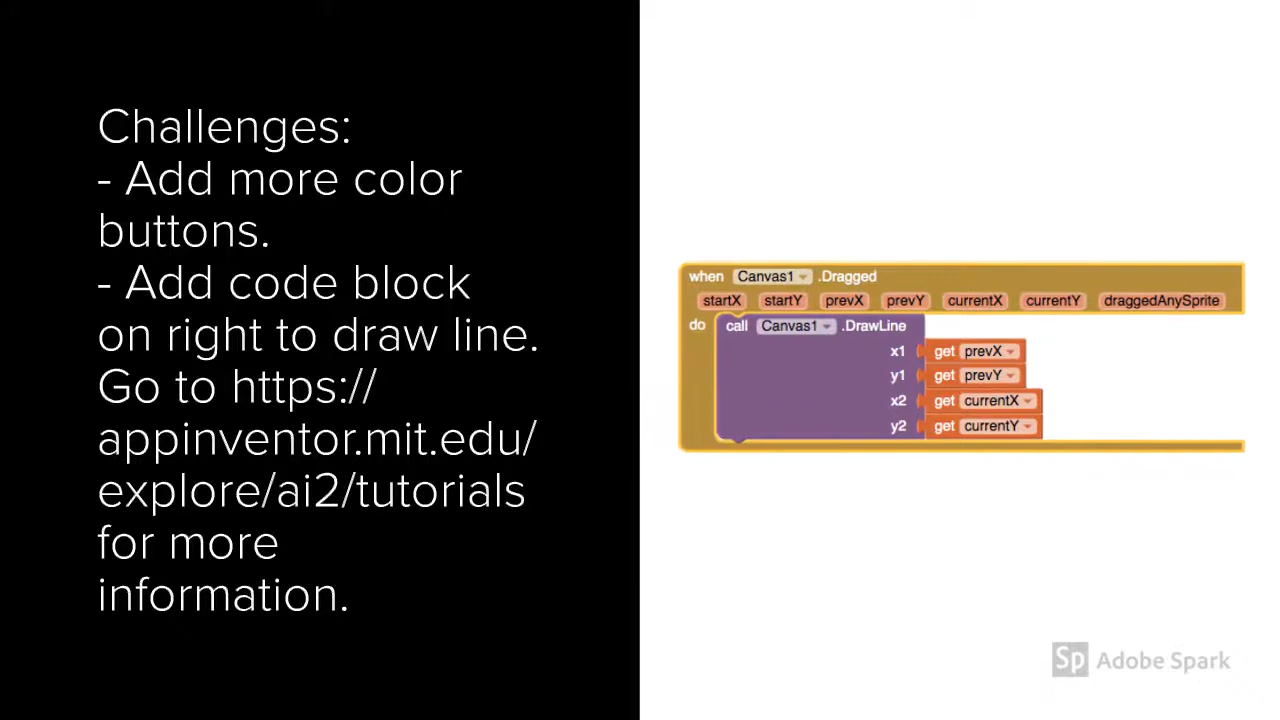 Challenges:
- Add more color
buttons.
- Add code block
on right to draw line.
Go to https://
appinventor.mit.edu/
explore/ai2/tutorials
for more
information.
when Canvas1 .Dragged
startX startY prevX prevY currentX currentY draggedAnySprite
do call Canvas1 .DrawLine
x1 get prevX
y1 get prevY
x2 get currentX
y2 get currentY
Sp Adobe Spark